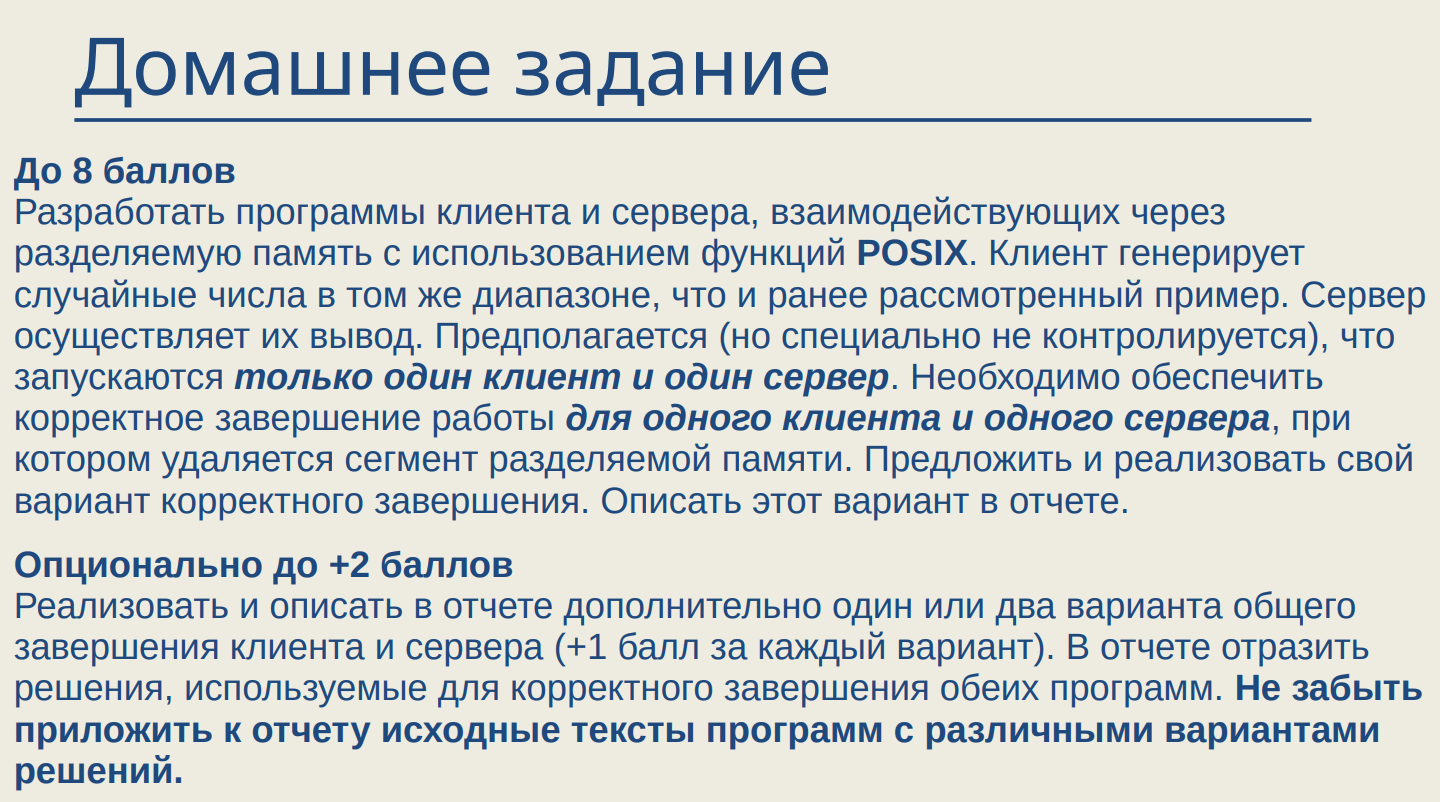 Домашнее задание
До 8 баллов
Разработать программы клиента и сервера, взаимодействующих через
разделяемую память с использованием функций POSIX. Клиент генерирует
случайные числа в том же диапазоне, что и ранее рассмотренный пример. Сервер
осуществляет их вывод. Предполагается (но специально не контролируется), что
запускаются только один клиент и один сервер. Необходимо обеспечить
корректное завершение работы для одного клиента и одного сервера, при
котором удаляется сегмент разделяемой памяти. Предложить и реализовать свой
вариант корректного завершения. Описать этот вариант в отчете.
Опционально до +2 баллов
Реализовать и описать в отчете дополнительно один или два варианта общего
завершения клиента и сервера (+1 балл за каждый вариант). В отчете отразить
решения, используемые для корректного завершения обеих программ. Не забыть
приложить к отчету исходные тексты программ с различными вариантами
решений.